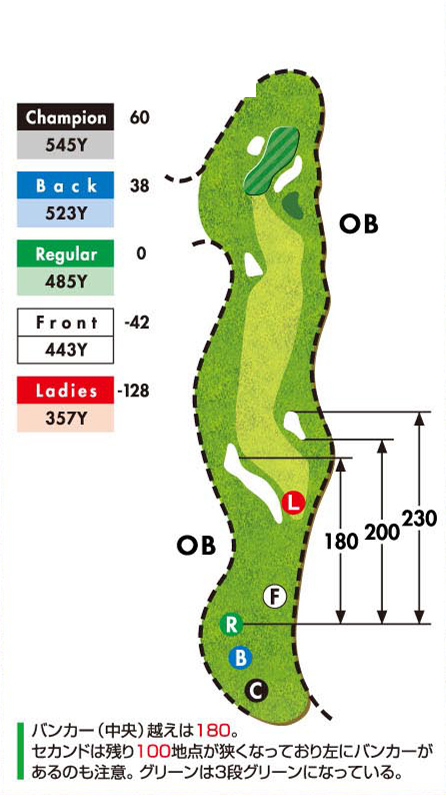 Champion 60
545Y
Back 38
523Y
Regular 0
485Y
Front -42
443Y
Ladies -128
357Y
OB
OB
180 200 230
L
F
R
B
C
バンカー（中央）越えは180。
セカンドは残り100地点が狭くなっており左にバンカーが
あるのも注意。グリーンは3段グリーンになっている。